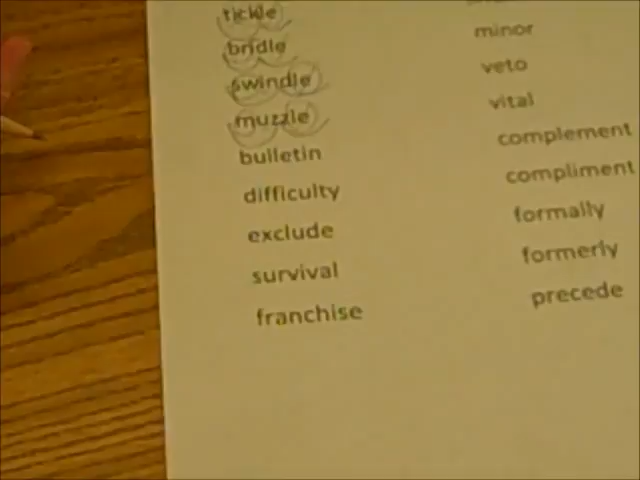 tickle
bridle
swindle
muzzle
bulletin
difficulty
exclude
survival
franchise
minor
veto
vital
complement
compliment
formally
formerly
precede